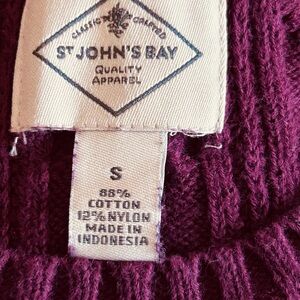 CLASSIC CRAFTED
ST JOHN'S BAY
QUALITY
APPAREL
S
88%
COTTON
12% NYLON
MADE IN
INDONESIA